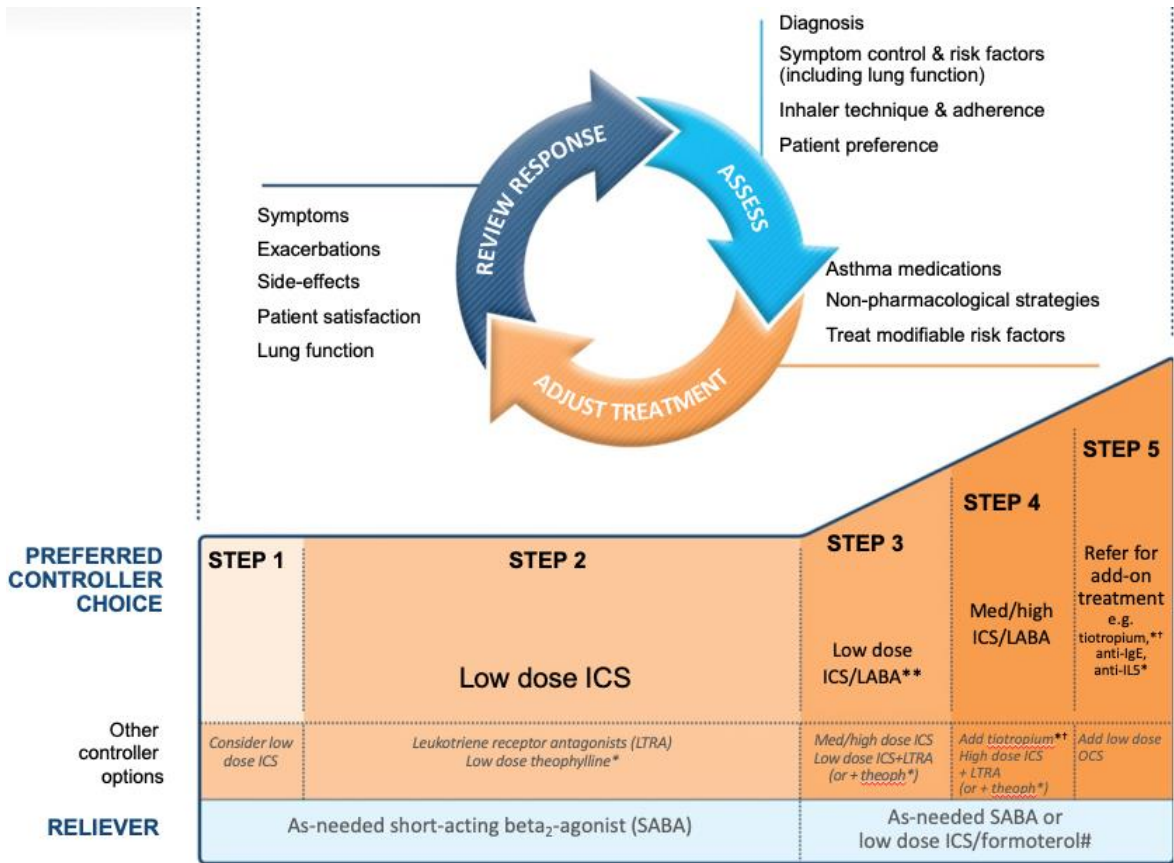 Diagnosis
Symptom control & risk factors
(including lung function)
Inhaler technique & adherence
Patient preference
REVIEW RESPONSE
ASSESS
ADJUST TREATMENT
Symptoms
Exacerbations
Side-effects
Patient satisfaction
Lung function
Asthma medications
Non-pharmacological strategies
Treat modifiable risk factors
PREFERRED
CONTROLLER
CHOICE
STEP 1
STEP 2
Low dose ICS
STEP 3
Low dose
ICS/LABA**
STEP 4
Med/high
ICS/LABA
STEP 5
Refer for
add-on
treatment
e.g.
tiotropium,*†
anti-IgE,
anti-IL5*
Other
controller
options
Consider low
dose ICS
Leukotriene receptor antagonists (LTRA)
Low dose theophylline*
Med/high dose ICS
Low dose ICS+LTRA
(or + theoph*)
Add tiotropium*†
High dose ICS
+ LTRA
(or + theoph*)
Add low dose
OCS
RELIEVER
As-needed short-acting beta₂-agonist (SABA)
As-needed SABA or
low dose ICS/formoterol#